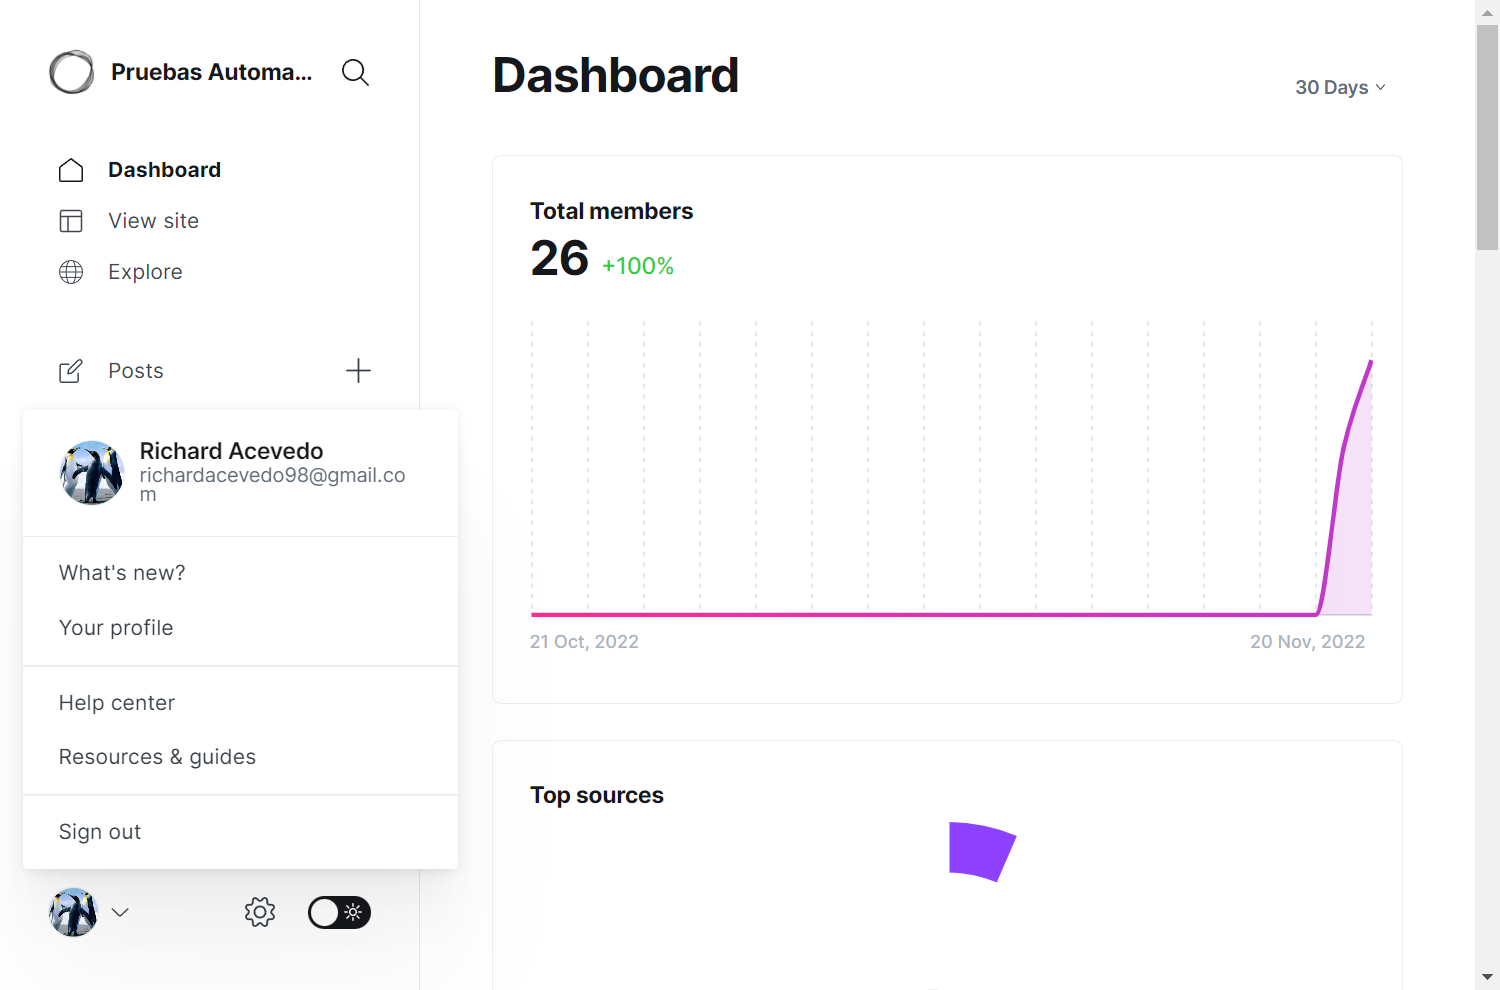 Pruebas Automa...
Dashboard
View site
Explore
Posts
Richard Acevedo
richardacevedo98@gmail.co
m
What's new?
Your profile
Help center
Resources & guides
Sign out
Dashboard
30 Days
Total members
26 +100%
21 Oct, 2022
20 Nov, 2022
Top sources